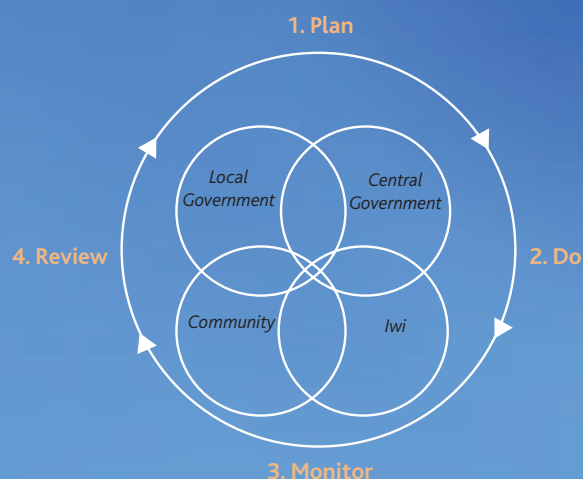 1. Plan
Local
Government
Central
Government
4. Review
2. Do
Community
Iwi
3. Monitor